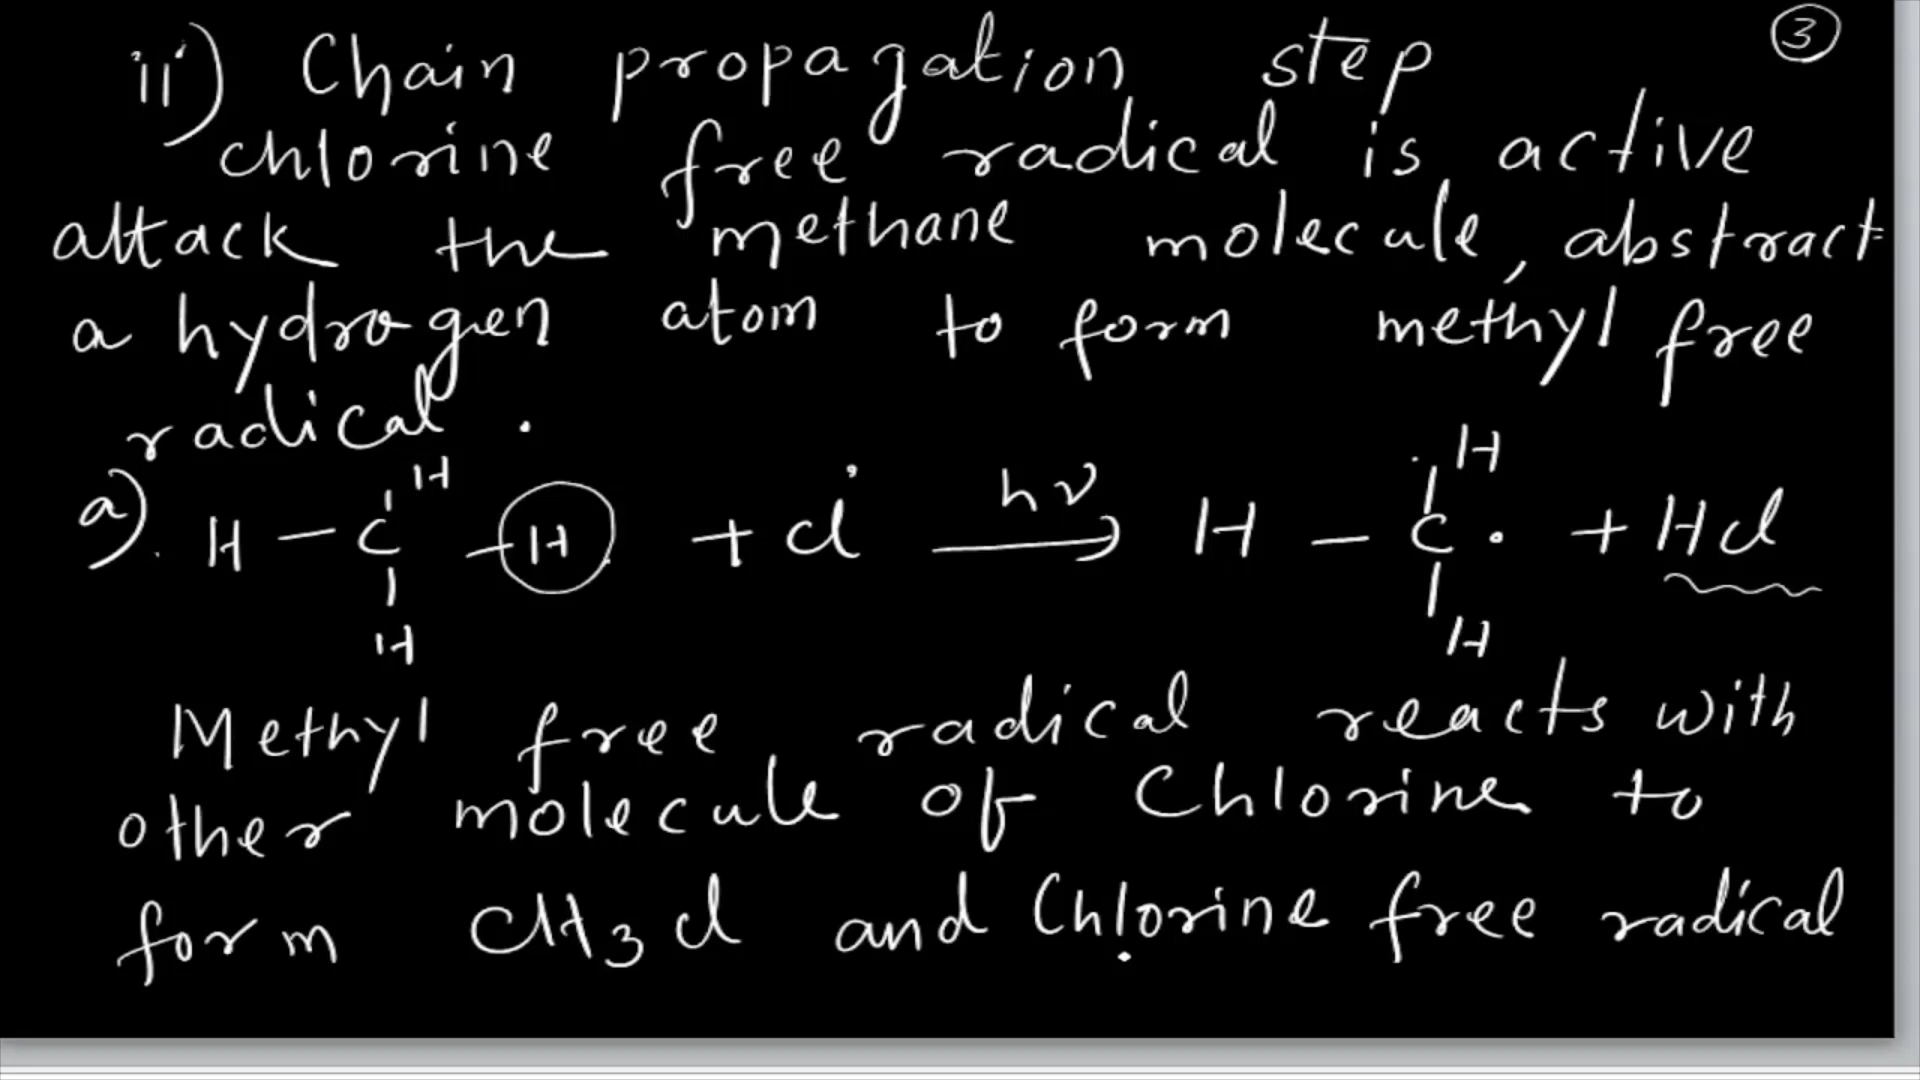 3
ii) Chain propagation step
chlorine free radical is active
attack the methane molecule, abstract
a hydrogen atom to form methyl free
radical.
H H
a) H – C – H + Cl˙ hν → H – C · + HCl
H H
Methyl free radical reacts with
other molecule of Chlorine to
form CH3Cl and Chlorine free radical